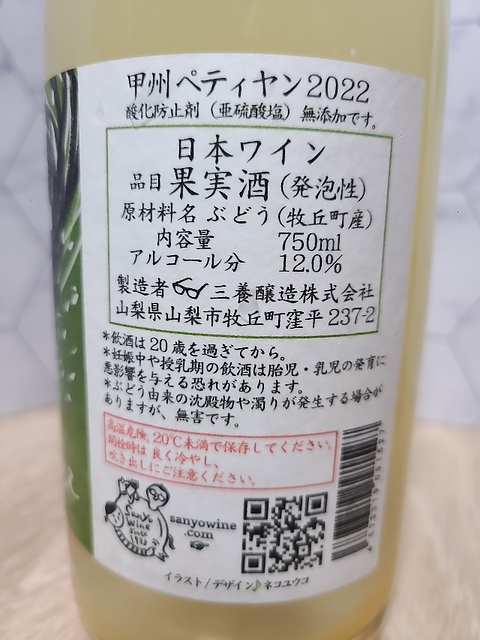 甲州ペティヤン2022
酸化防止剤（亜硫酸塩）無添加です。
日本ワイン
品目 果実酒（発泡性）
原材料名 ぶどう（牧丘町産）
内容量 750ml
アルコール分 12.0%
製造者 三養醸造株式会社
山梨県山梨市牧丘町窪平 237-2
*飲酒は20歳を過ぎてから。
*妊娠中や授乳期の飲酒は胎児・乳児の発育に
悪影響を与える恐れがあります。
*ぶどう由来の沈殿物や濁りが発生する場合が
ありますが、無害です。
高温危険。20℃未満で保存してください。
開栓時は良く冷やし、
吹き出しにご注意ください。
Sanyo
Wine
Since
sanyowine
.com
イラスト/デザイン♪ネコユウコ